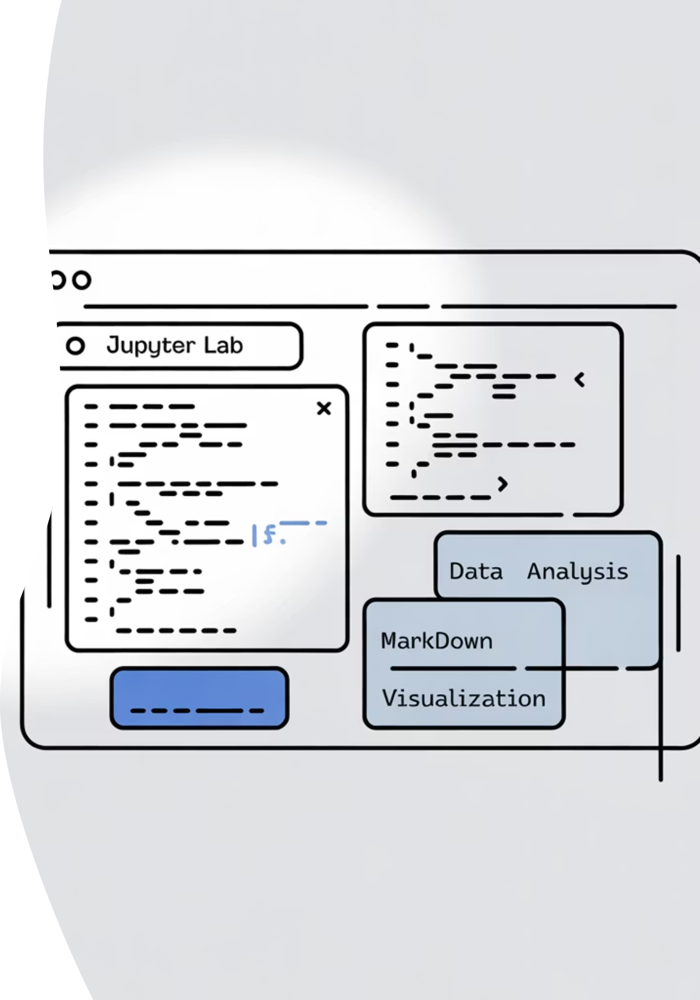 Jupyter Lab
f.
Data Analysis
MarkDown
Visualization